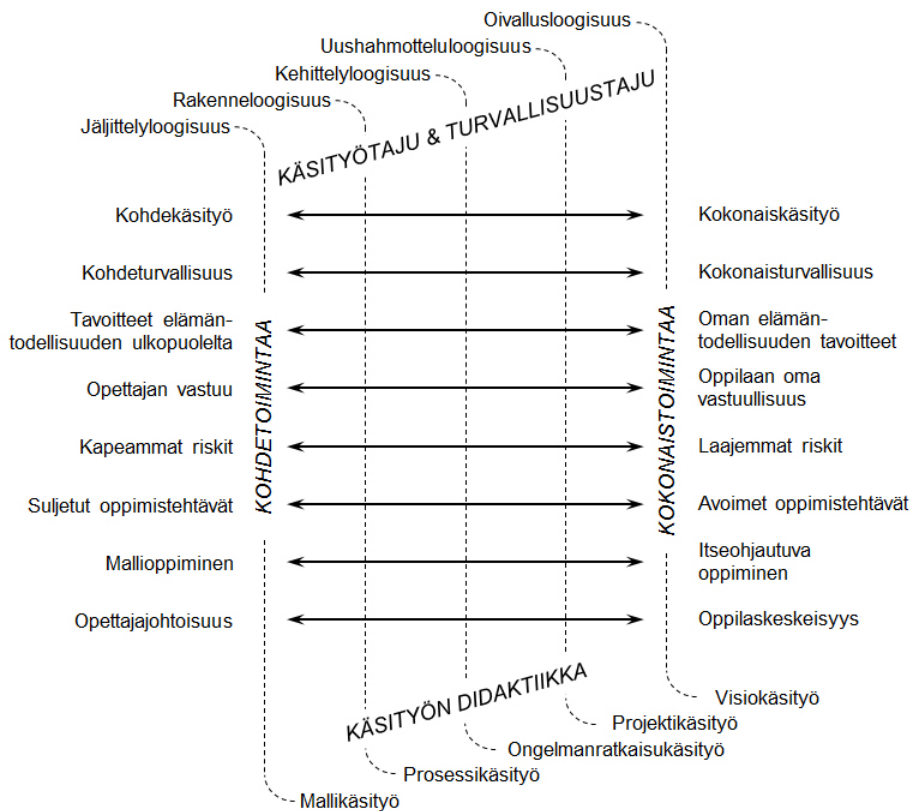 Oivallusloogisuus
Uushahmotteluloogisuus
Kehittelyloogisuus
Rakenneloogisuus
Jäljittelyloogisuus
KÄSITYÖTAJU & TURVALLISUUSTAJU
Kohdekäsityö
Kokonaiskäsityö
Kohdeturvallisuus
Kokonaisturvallisuus
Tavoitteet elämän-
todellisuuden ulkopuolelta
Oman elämän-
todellisuuden tavoitteet
Opettajan vastuu
Oppilaan oma
vastuullisuus
KOHDETOIMINTAA
KOKONAISTOIMINTAA
Kapeammat riskit
Laajemmat riskit
Suljetut oppimistehtävät
Avoimet oppimistehtävät
Mallioppiminen
Itseohjautuva
oppiminen
Opettajajohtoisuus
Oppilaskeskeisyys
KÄSITYÖN DIDAKTIIKKA
Visiokäsityö
Projektikäsityö
Ongelmanratkaisukäsityö
Prosessikäsityö
Mallikäsityö